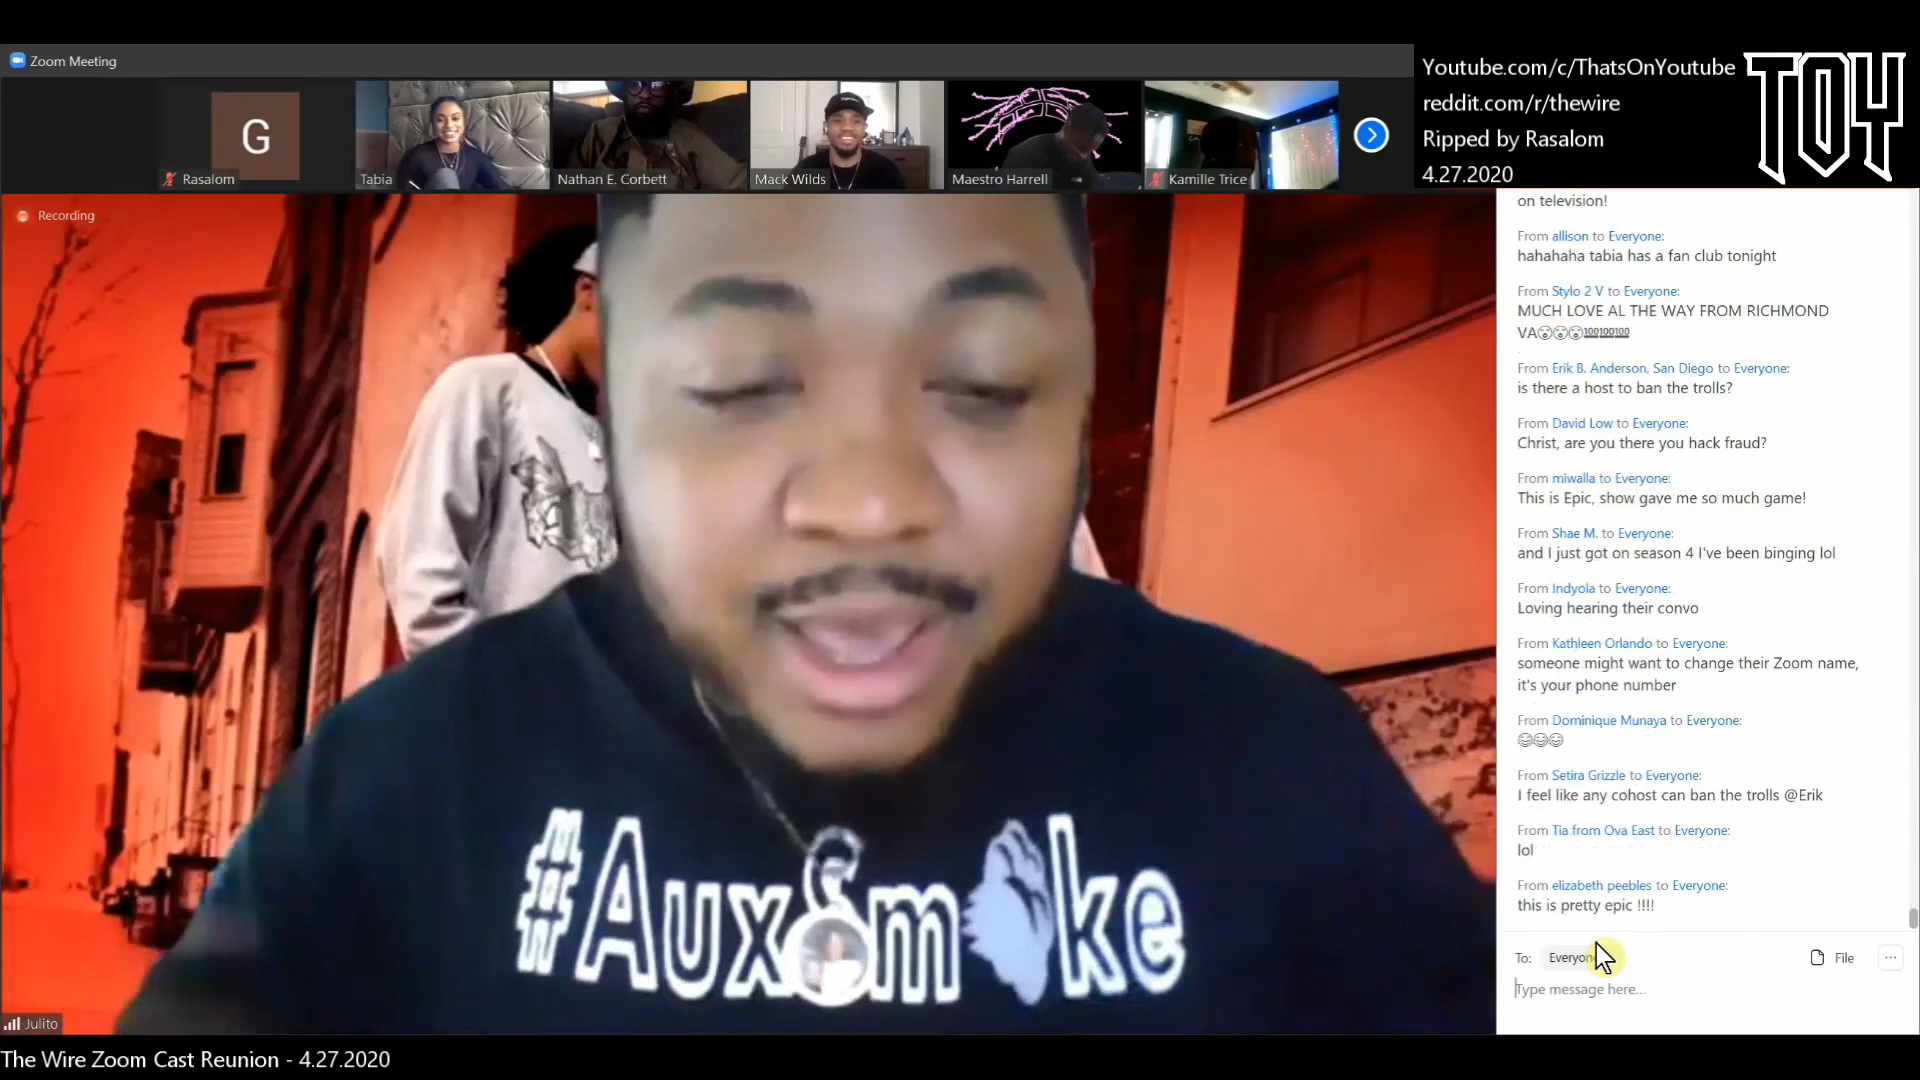 Zoom Meeting
G
Rasalom
Tabia
Nathan E. Corbett
Mack Wilds
Maestro Harrell
Kamille Trice
Youtube.com/c/ThatsOnYoutube
reddit.com/r/thewire
Ripped by Rasalom
4.27.2020
TOY
Recording
on television!
From allison to Everyone:
hahahaha tabia has a fan club tonight
From Stylo 2 V to Everyone:
MUCH LOVE AL THE WAY FROM RICHMOND
VA😮😮😮💯💯💯
From Erik B. Anderson, San Diego to Everyone:
is there a host to ban the trolls?
From David Low to Everyone:
Christ, are you there you hack fraud?
From miwalla to Everyone:
This is Epic, show gave me so much game!
From Shae M. to Everyone:
and I just got on season 4 I've been binging lol
From Indyola to Everyone:
Loving hearing their convo
From Kathleen Orlando to Everyone:
someone might want to change their Zoom name,
it's your phone number
From Dominique Munaya to Everyone:
😊😊😊
From Setira Grizzle to Everyone:
I feel like any cohost can ban the trolls @Erik
From Tia from Ova East to Everyone:
lol
From elizabeth peebles to Everyone:
this is pretty epic !!!!
To: Everyone
File
Type message here...
#AuxSmoke
Julito
The Wire Zoom Cast Reunion - 4.27.2020